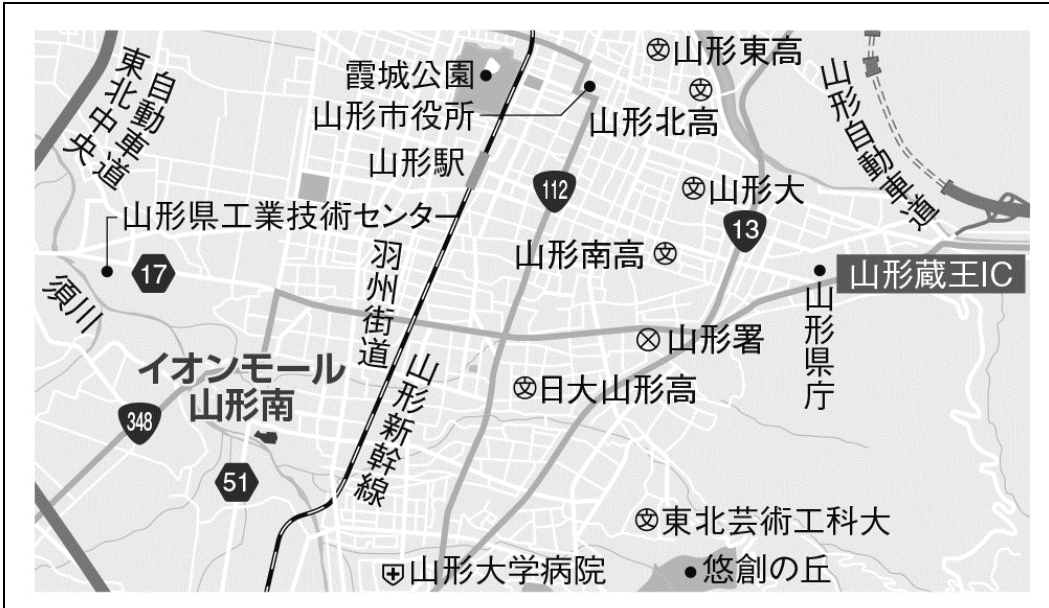 山形東高
霞城公園
山形市役所
山形北高
東北中央
自動車道
山形自動車道
山形駅
112
山形大
13
山形県工業技術センター
17
須川
羽州街道
山形南高
山形蔵王IC
山形県庁
山形署
イオンモール
山形南
348
51
日大山形高
山形新幹線
東北芸術工科大
山形大学病院
悠創の丘